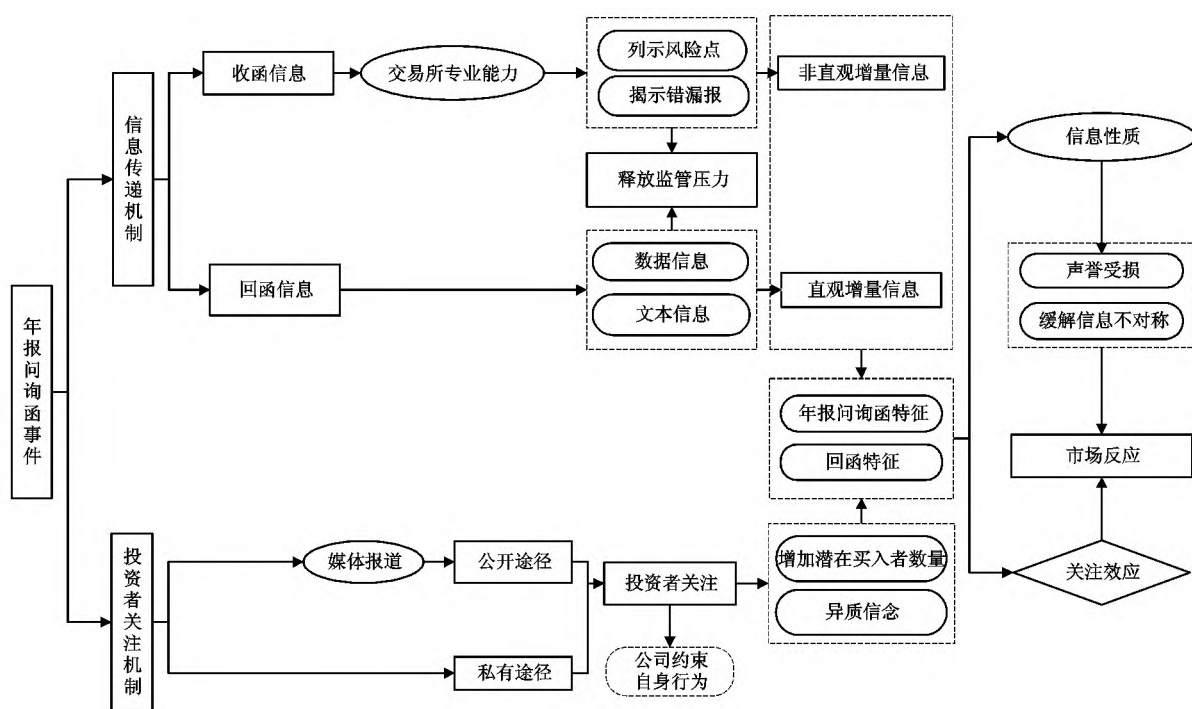 年报问询函事件
信息传递机制
收函信息
交易所专业能力
列示风险点
揭示错漏报
非直观增量信息
释放监管压力
回函信息
数据信息
文本信息
直观增量信息
信息性质
声誉受损
缓解信息不对称
年报问询函特征
回函特征
市场反应
投资者关注机制
媒体报道
公开途径
私有途径
投资者关注
公司约束
自身行为
增加潜在买入者数量
异质信念
关注效应